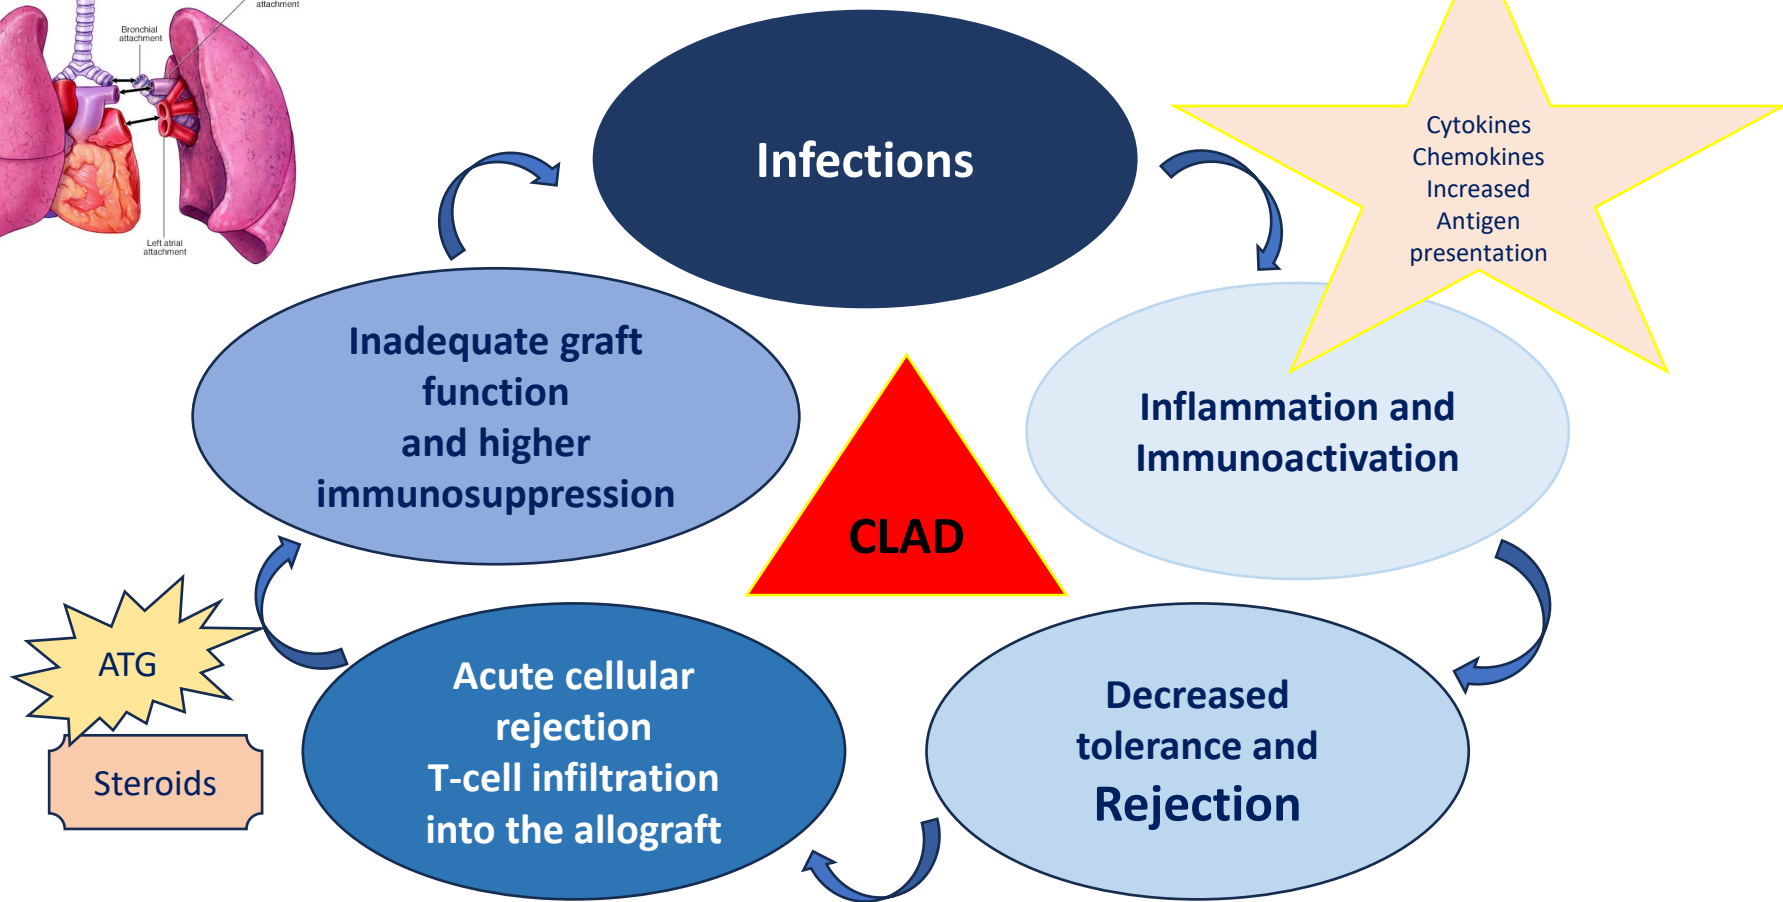 attachment
Bronchial
attachment
Left atrial
attachment
Infections
Cytokines
Chemokines
Increased
Antigen
presentation
Inflammation and
Immunoactivation
Decreased
tolerance and
Rejection
Acute cellular
rejection
T-cell infiltration
into the allograft
ATG
Steroids
Inadequate graft
function
and higher
immunosuppression
CLAD